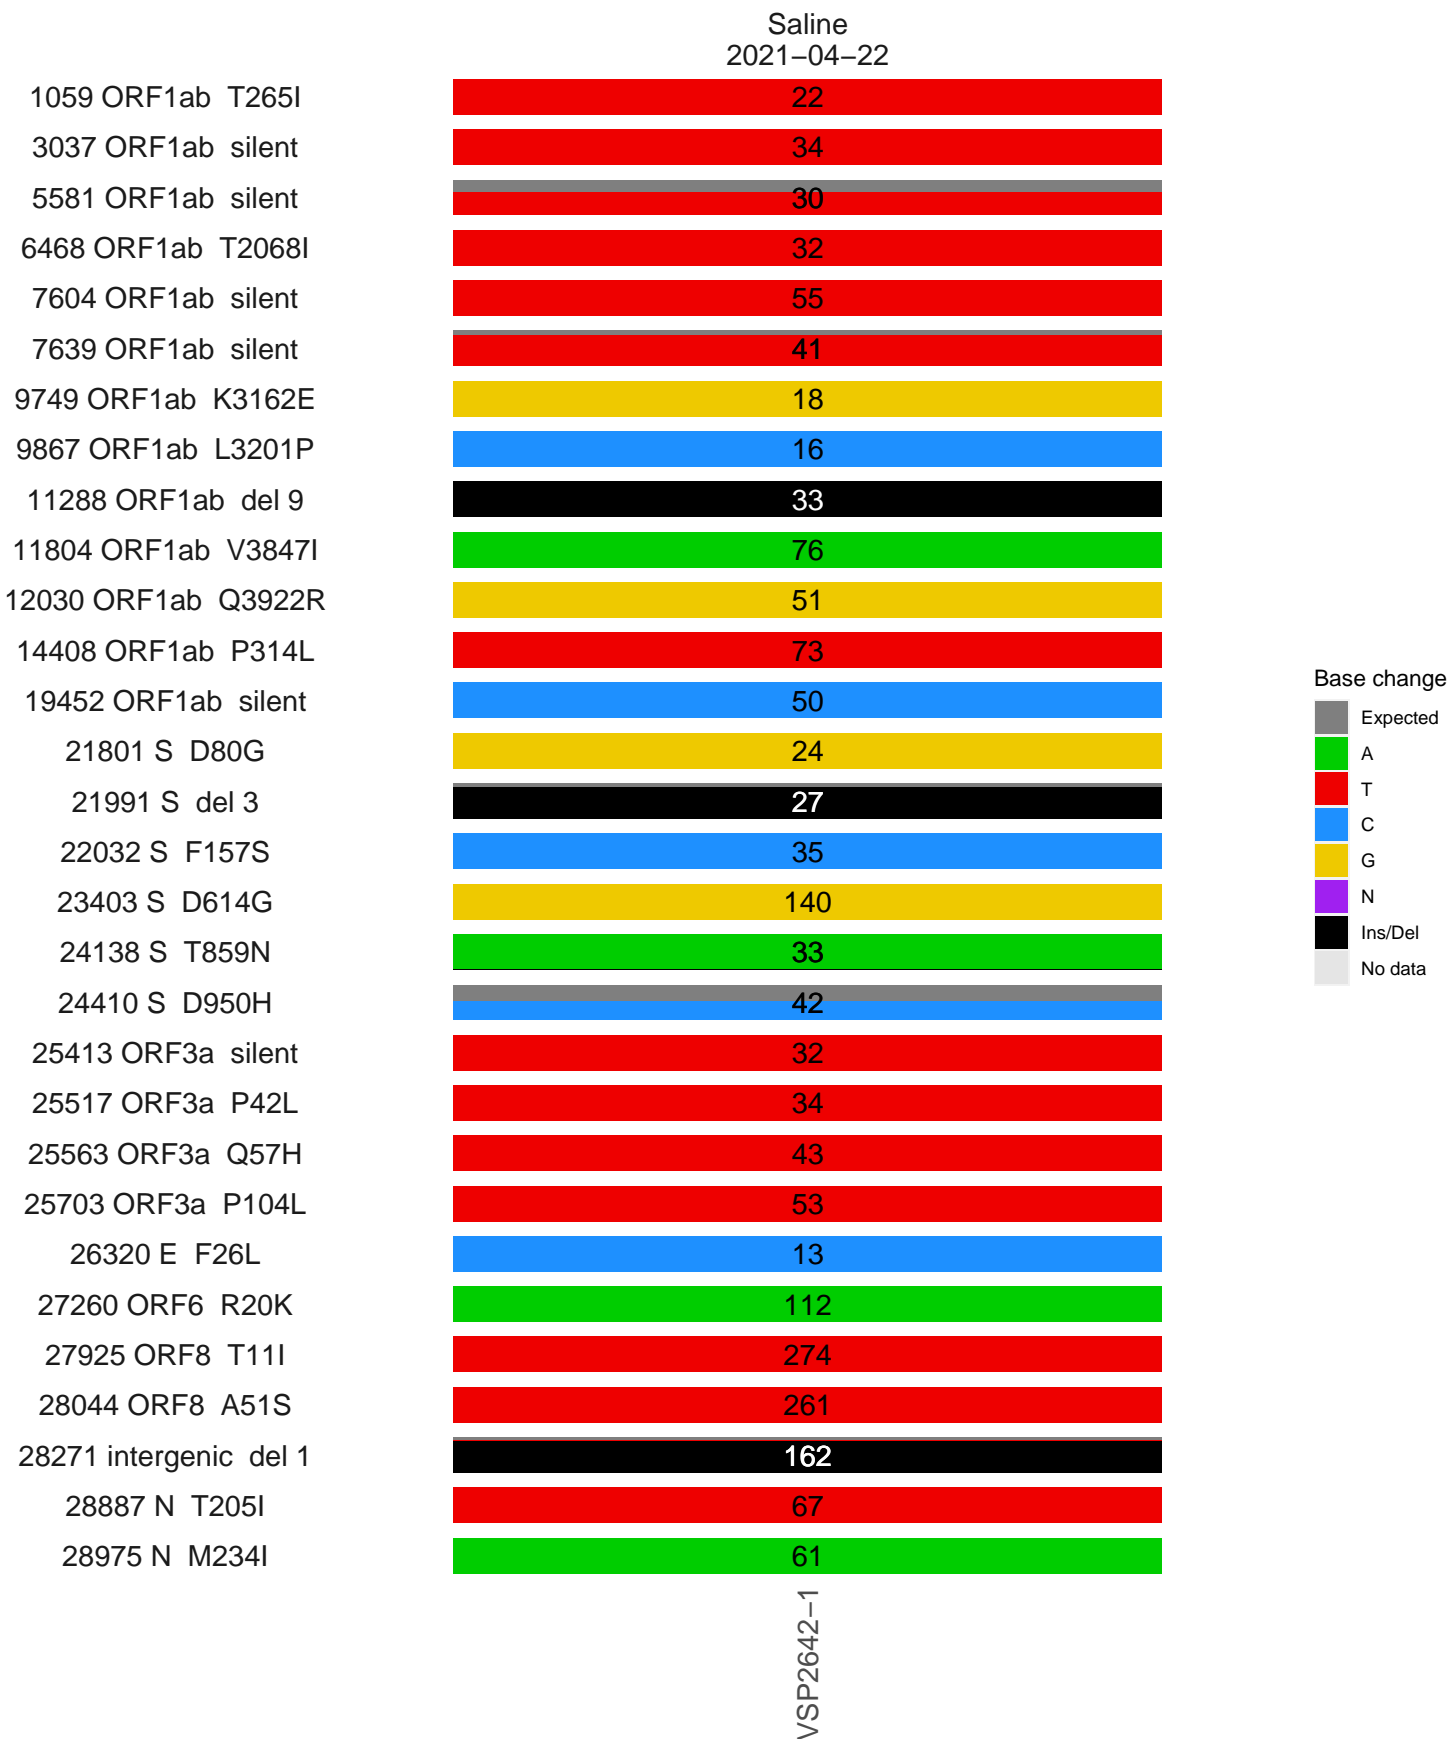 Saline
2021−04−22
1059 ORF1ab  T265I
22
3037 ORF1ab  silent
34
5581 ORF1ab  silent
30
6468 ORF1ab  T2068I
32
7604 ORF1ab  silent
55
7639 ORF1ab  silent
41
9749 ORF1ab  K3162E
18
9867 ORF1ab  L3201P
16
11288 ORF1ab  del 9
33
11804 ORF1ab  V3847I
76
12030 ORF1ab  Q3922R
51
14408 ORF1ab  P314L
73
19452 ORF1ab  silent
50
21801 S  D80G
24
21991 S  del 3
27
22032 S  F157S
35
23403 S  D614G
140
24138 S  T859N
33
24410 S  D950H
42
25413 ORF3a  silent
32
25517 ORF3a  P42L
34
25563 ORF3a  Q57H
43
25703 ORF3a  P104L
53
26320 E  F26L
13
27260 ORF6  R20K
112
27925 ORF8  T11I
274
28044 ORF8  A51S
261
28271 intergenic  del 1
162
28887 N  T205I
67
28975 N  M234I
61
VSP2642−1
Base change
Expected
A
T
C
G
N
Ins/Del
No data